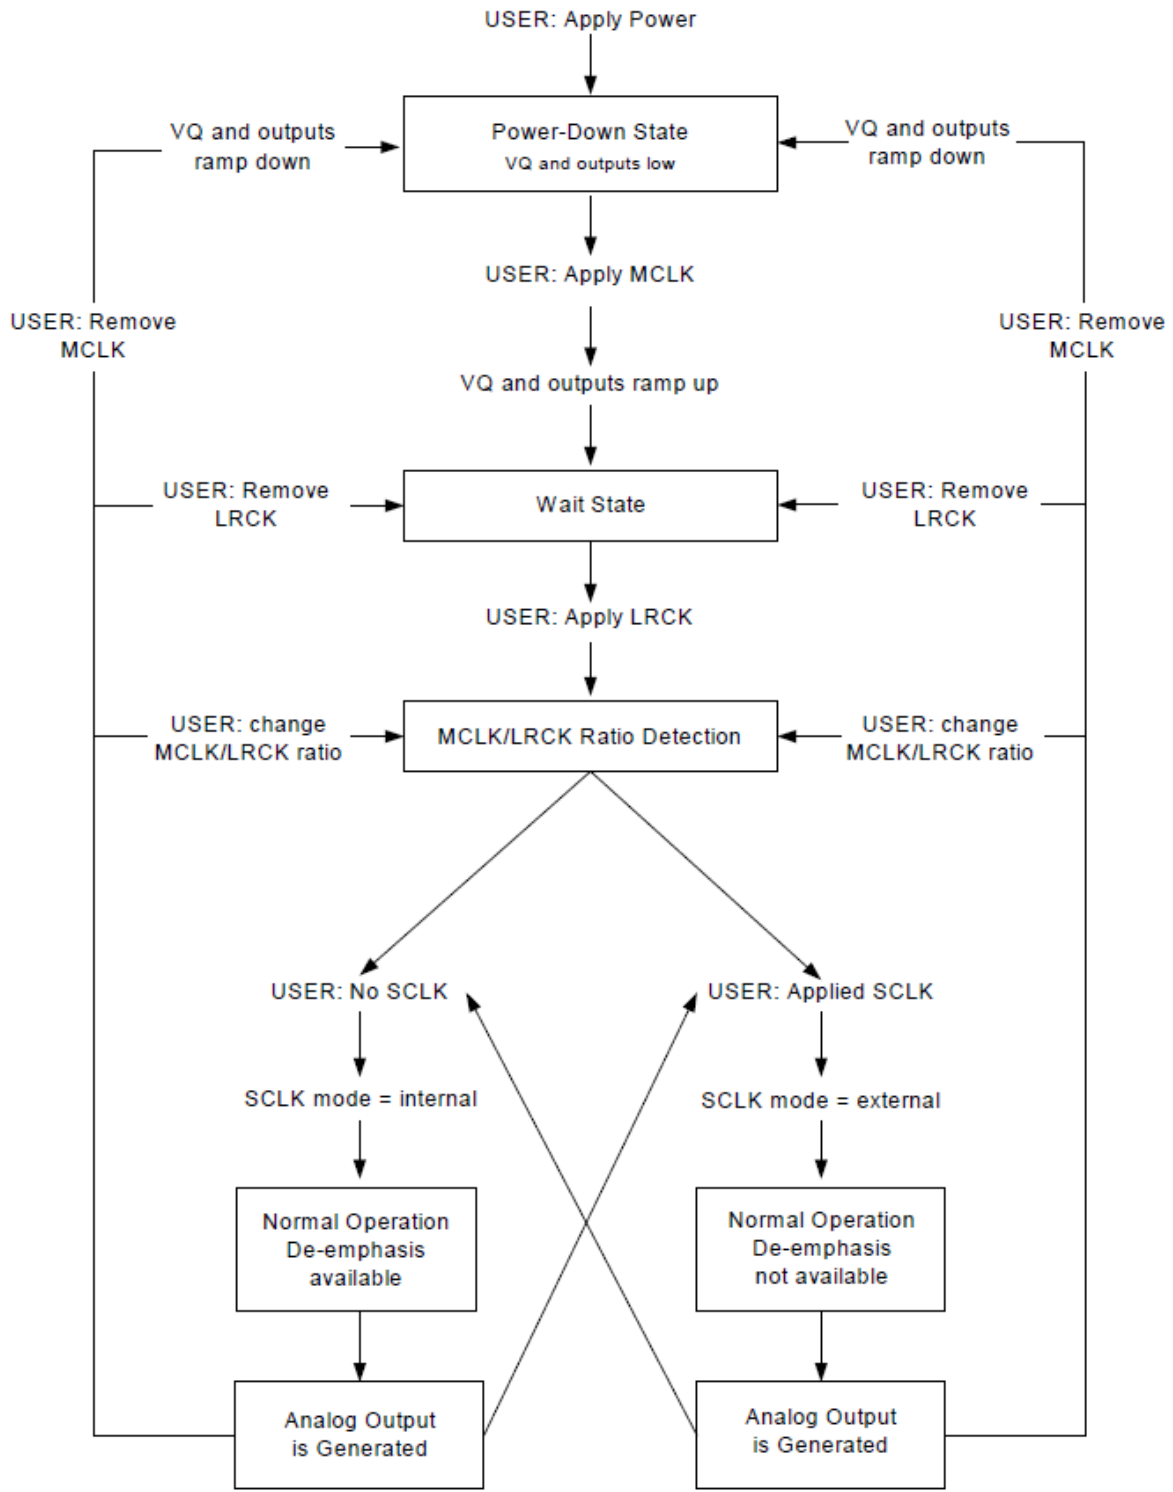 USER: Apply Power
VQ and outputs
ramp down
Power-Down State
VQ and outputs low
VQ and outputs
ramp down
USER: Apply MCLK
USER: Remove
MCLK
USER: Remove
MCLK
VQ and outputs ramp up
USER: Remove
LRCK
Wait State
USER: Remove
LRCK
USER: Apply LRCK
USER: change
MCLK/LRCK ratio
MCLK/LRCK Ratio Detection
USER: change
MCLK/LRCK ratio
USER: No SCLK
USER: Applied SCLK
SCLK mode = internal
SCLK mode = external
Normal Operation
De-emphasis
available
Normal Operation
De-emphasis
not available
Analog Output
is Generated
Analog Output
is Generated